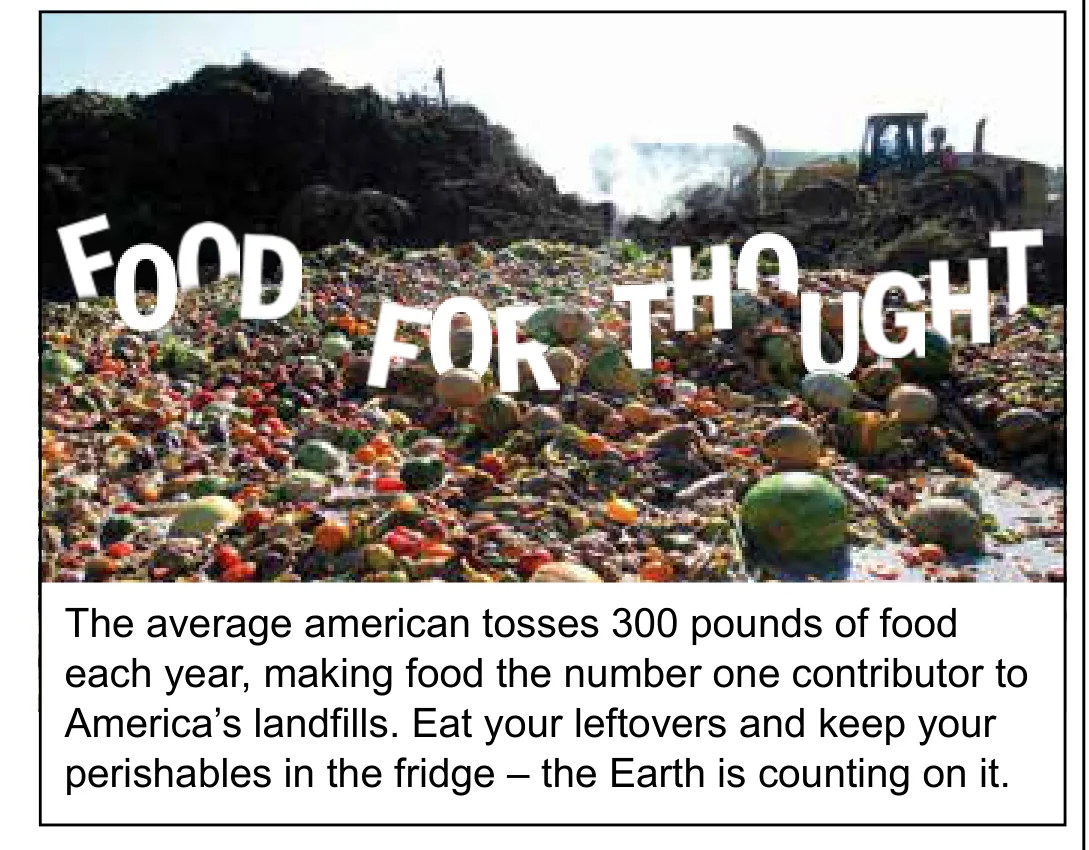 FOOD FOR THOUGHT
The average american tosses 300 pounds of food
each year, making food the number one contributor to
America’s landfills. Eat your leftovers and keep your
perishables in the fridge – the Earth is counting on it.